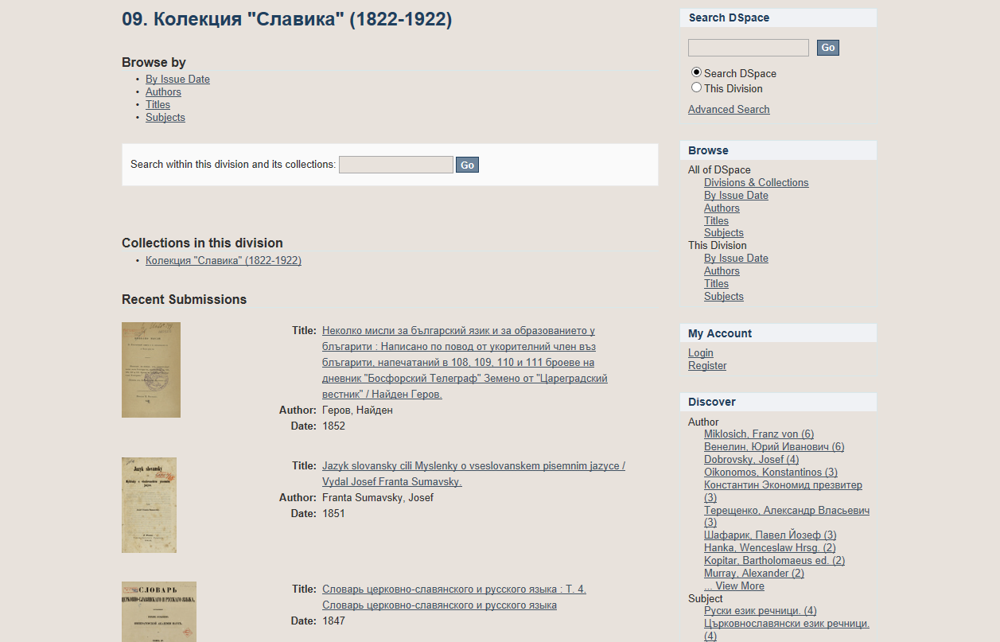 09. Колекция "Славика" (1822-1922)
Browse by
• By Issue Date
• Authors
• Titles
• Subjects
Search within this division and its collections: Go
Collections in this division
• Колекция "Славика" (1822-1922)
Recent Submissions
Title: Неколко мисли за българский язик и за образованието у
блъгарити : Написано по повод от укорителний член въз
блъгарити, напечатаний в 108, 109, 110 и 111 броеве на
дневник "Босфорский Телеграф" Земено от "Цареградский
вестник" / Найден Геров.
Author: Геров, Найден
Date: 1852
Jazyk slovansky
Title: Jazyk slovansky cili Myslenky o vseslovanskem pisemnim jazyce /
Vydal Josef Franta Sumavsky.
Author: Franta Sumavsky, Josef
Date: 1851
СЛОВАРЬ
Title: Словарь церковно-славянского и русского языка : Т. 4.
Словарь церковно-славянского и русского языка
Date: 1847
Search DSpace
Go
Search DSpace
This Division
Advanced Search
Browse
All of DSpace
Divisions & Collections
By Issue Date
Authors
Titles
Subjects
This Division
By Issue Date
Authors
Titles
Subjects
My Account
Login
Register
Discover
Author
Miklosich, Franz von (6)
Венелин, Юрий Иванович (6)
Dobrovsky, Josef (4)
Oikonomos, Konstantinos (3)
Константин Экономид презвитер
(3)
Терещенко, Александр Власьевич
(3)
Шафарик, Павел Йозеф (3)
Hanka, Wenceslaw Hrsg. (2)
Kopitar, Bartholomaeus ed. (2)
Murray, Alexander (2)
... View More
Subject
Руски език речници. (4)
Църковнославянски език речници.
(4)